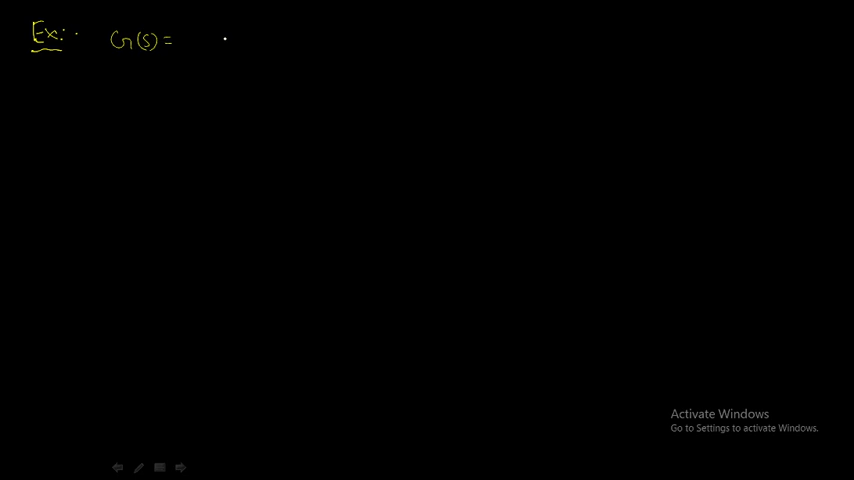 Ex:- G(s) =
Activate Windows
Go to Settings to activate Windows.